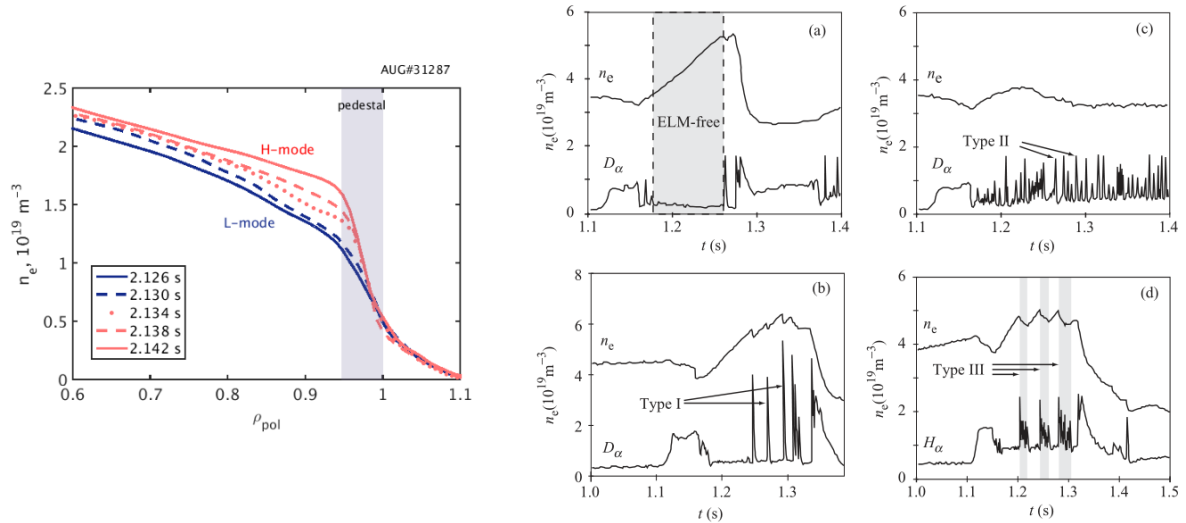 AUG#31287
pedestal
H-mode
L-mode
2.126 s
2.130 s
2.134 s
2.138 s
2.142 s
n_e, 10^19 m^-3
2.5
2
1.5
1
0.5
0
0.6 0.7 0.8 0.9 1 1.1
ρ_pol
(a)
n_e
ELM-free
D_α
n_e(10^19 m^-3)
6
4
2
0
1.1 1.2 1.3 1.4
t (s)
(c)
n_e
Type II
D_α
n_e(10^19 m^-3)
6
4
2
0
1.1 1.2 1.3 1.4
t (s)
(b)
n_e
Type I
D_α
n_e(10^19 m^-3)
8
6
4
2
0
1.0 1.1 1.2 1.3
t (s)
(d)
n_e
Type III
H_α
n_e(10^19 m^-3)
6
4
2
0
1.0 1.1 1.2 1.3 1.4 1.5
t (s)